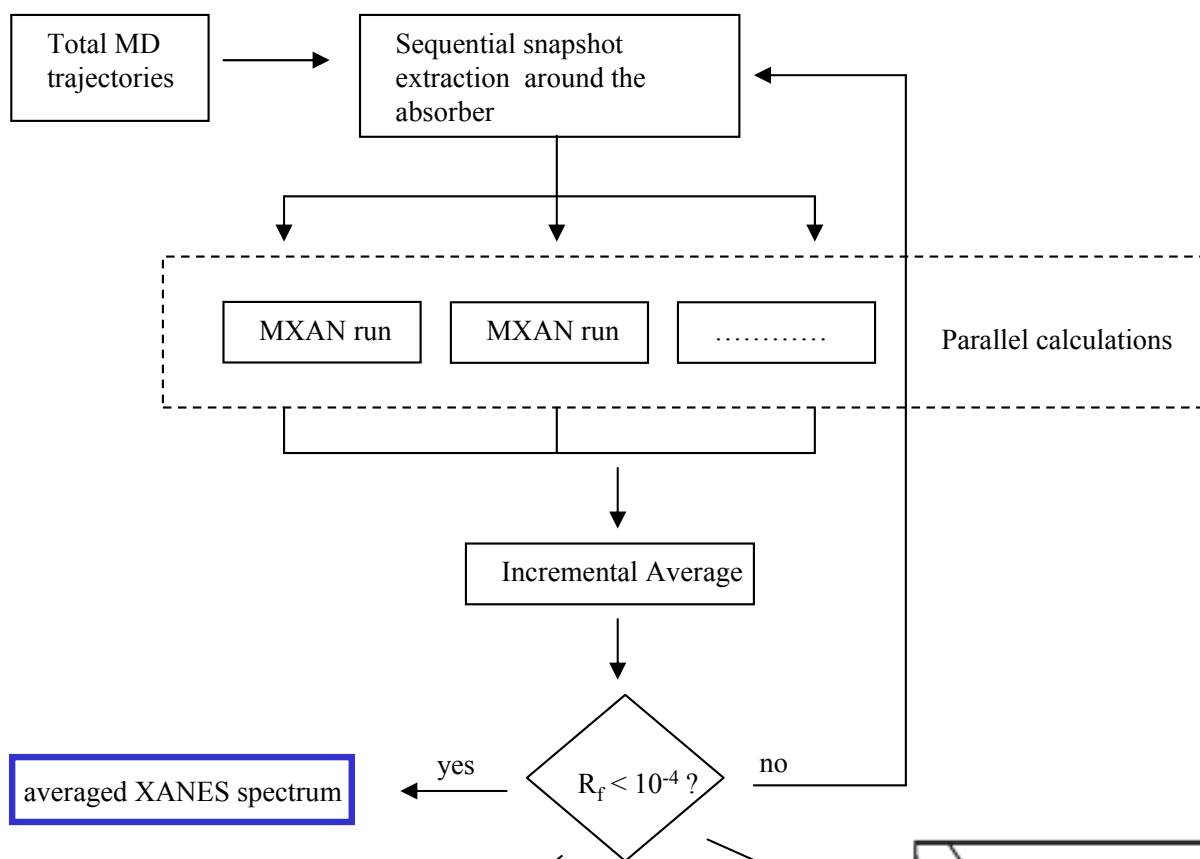 Total MD
trajectories
Sequential snapshot
extraction around the
absorber
MXAN run
MXAN run
............
Parallel calculations
Incremental Average
R_f < 10^-4 ?
yes
no
averaged XANES spectrum